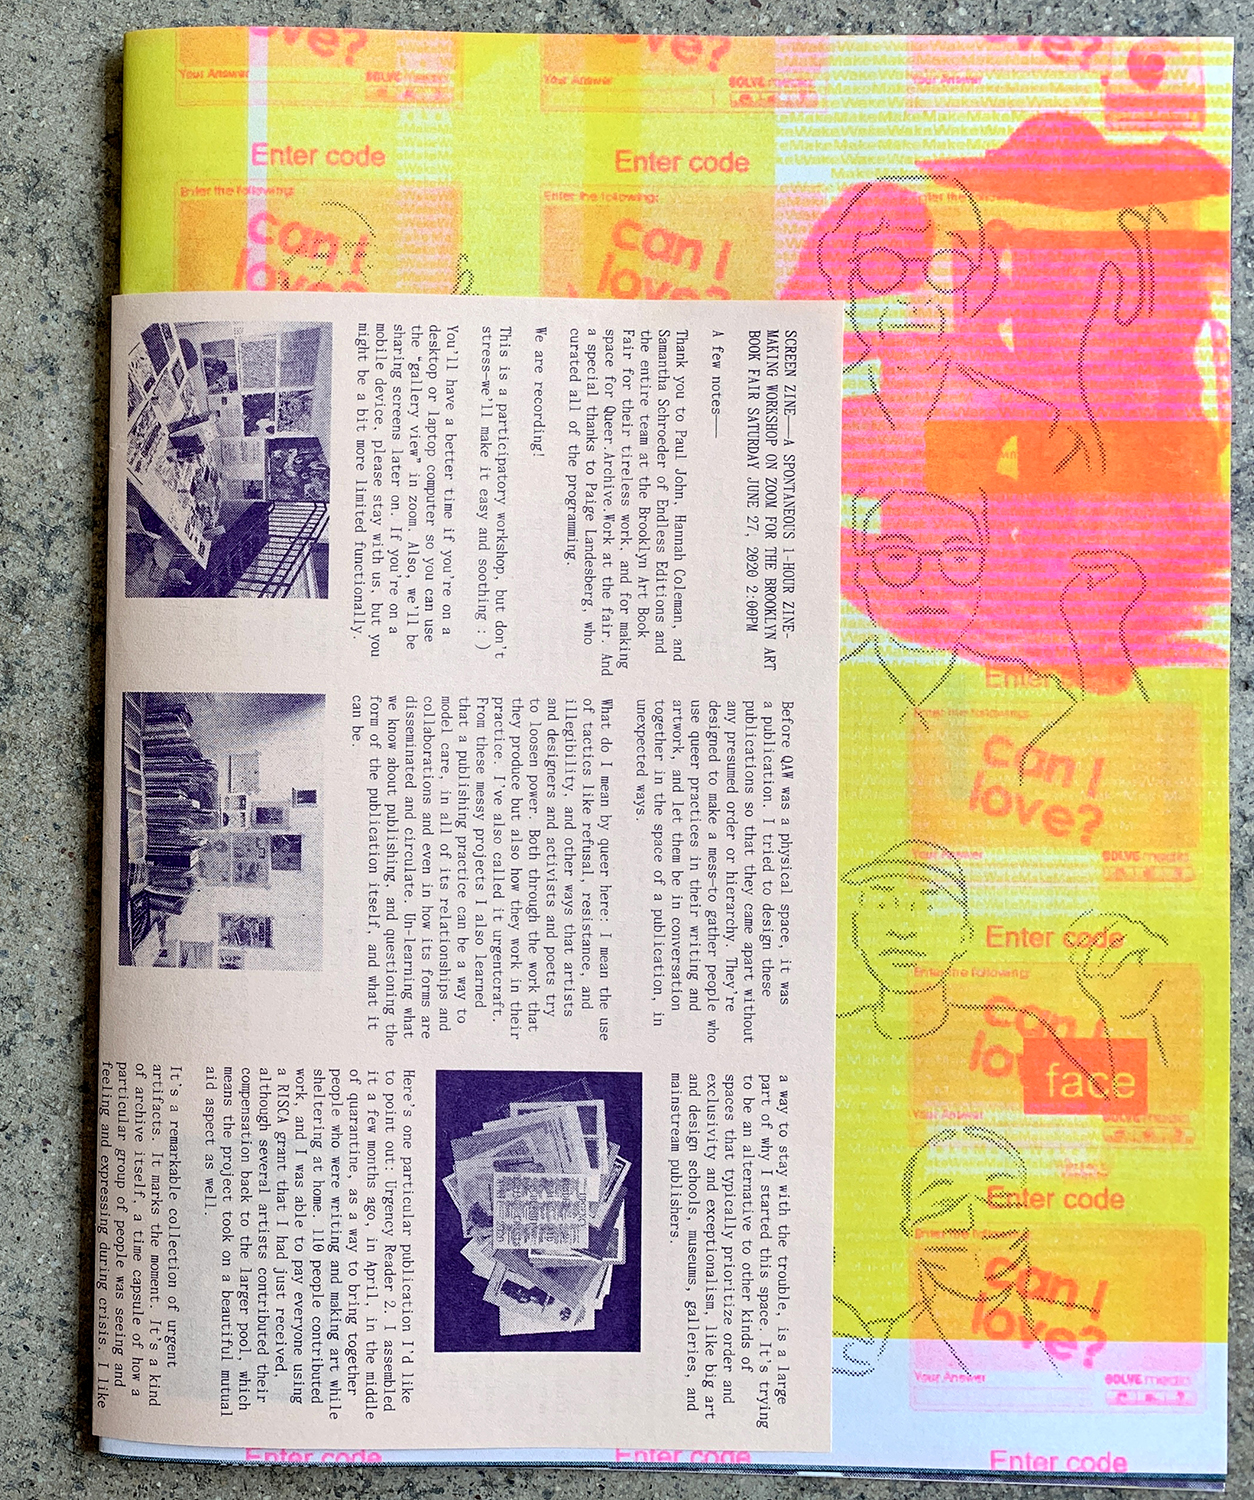 love?
Your Answer
SOLVEmedia
Enter code
Enter the following:
can I
love?
Enter code
Enter the following:
can I
love?
WakeWakeWakeWake
SCREEN ZINE—A SPONTANEOUS 1-HOUR ZINE-
MAKING WORKSHOP ON ZOOM FOR THE BROOKLYN ART
BOOK FAIR SATURDAY JUNE 27, 2020 2:00PM
A few notes——
Thank you to Paul John, Hannah Coleman, and
Samantha Schroeder of Endless Editions and
the entire team at the Brooklyn Art Book
Fair for their tireless work, and for making
space for Queer.Archive.Work at the fair. And
a special thanks to Paige Landesberg, who
curated all of the programming.
We are recording!
This is a participatory workshop, but don't
stress—we'll make it easy and soothing : )
You'll have a better time if you're on a
desktop or laptop computer so you can use
the "gallery view" in zoom. Also, we'll be
sharing screens later on. If you're on a
mobile device, please stay with us, but you
might be a bit more limited functionally.
Before QAW was a physical space, it was
a publication. I tried to design these
publications so that they came apart without
any presumed order or hierarchy. They're
designed to make a mess—to gather people who
use queer practices in their writing and
artwork, and let them be in conversation
together in the space of a publication, in
unexpected ways.
What do I mean by queer here: I mean the use
of tactics like refusal, resistance, and
illegibility, and other ways that artists
and designers and activists and poets try
to loosen power. Both through the work that
they produce but also how they work in their
practice. I've also called it urgentcraft.
From these messy projects I also learned
that a publishing practice can be a way to
model care, in all of its relationships and
collaborations and even in how its forms are
disseminated and circulate. Un-learning what
we know about publishing, and questioning the
form of the publication itself, and what it
can be.
a way to stay with the trouble, is a large
part of why I started this space. It's trying
to be an alternative to other kinds of
spaces that typically prioritize order and
exclusivity and exceptionalism, like big art
and design schools, museums, galleries, and
mainstream publishers.
Here's one particular publication I'd like
to point out: Urgency Reader 2. I assembled
it a few months ago, in April, in the middle
of quarantine, as a way to bring together
people who were writing and making art while
sheltering at home. 110 people contributed
work, and I was able to pay everyone using
a RISCA grant that I had just received,
although several artists contributed their
compensation back to the larger pool, which
means the project took on a beautiful mutual
aid aspect as well.
It's a remarkable collection of urgent
artifacts. It marks the moment. It's a kind
of archive itself, a time capsule of how a
particular group of people was seeing and
feeling and expressing during crisis. I like
Enter code
Enter the following:
can I
love?
Your Answer
SOLVEmedia
Enter code
Enter the following:
can I
face
Your Answer
Enter code
can I
love?
Your Answer
SOLVEmedia
Enter code
Enter code
Enter code